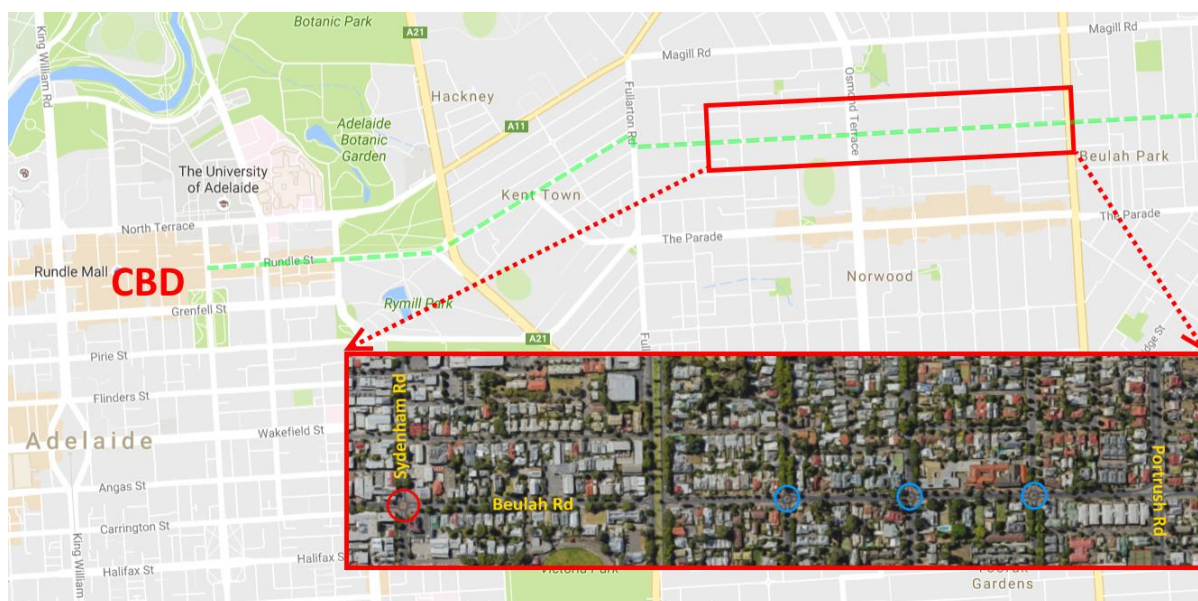 Botanic Park
King William Rd
A21
Magill Rd
Magill Rd
Hackney
Fullarton Rd
Osmond Terrace
A11
Adelaide
Botanic
Garden
The University
of Adelaide
Beulah Park
Kent Town
North Terrace
The Parade
The Parade
Rundle Mall
CBD
Rundle St
Norwood
Grenfell St
Rymill Park
A21
Pirie St
Flinders St
Adelaide
Wakefield St
Sydenham Rd
Beulah Rd
Portrush Rd
Angas St
Carrington St
King William
Halifax St
Halifax S
Victoria Park
Gardens